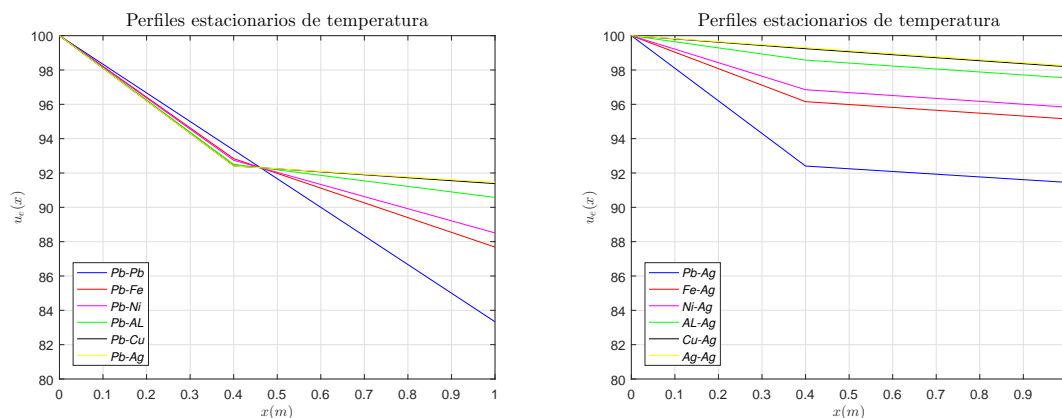 Perfiles estacionarios de temperatura
100
98
96
94
92
90
88
86
84
82
80
u_e(x)
Pb-Pb
Pb-Fe
Pb-Ni
Pb-AL
Pb-Cu
Pb-Ag
0 0.1 0.2 0.3 0.4 0.5 0.6 0.7 0.8 0.9 1
x(m)
Perfiles estacionarios de temperatura
100
98
96
94
92
90
88
86
84
82
80
u_e(x)
Pb-Ag
Fe-Ag
Ni-Ag
AL-Ag
Cu-Ag
Ag-Ag
0 0.1 0.2 0.3 0.4 0.5 0.6 0.7 0.8 0.9
x(m)